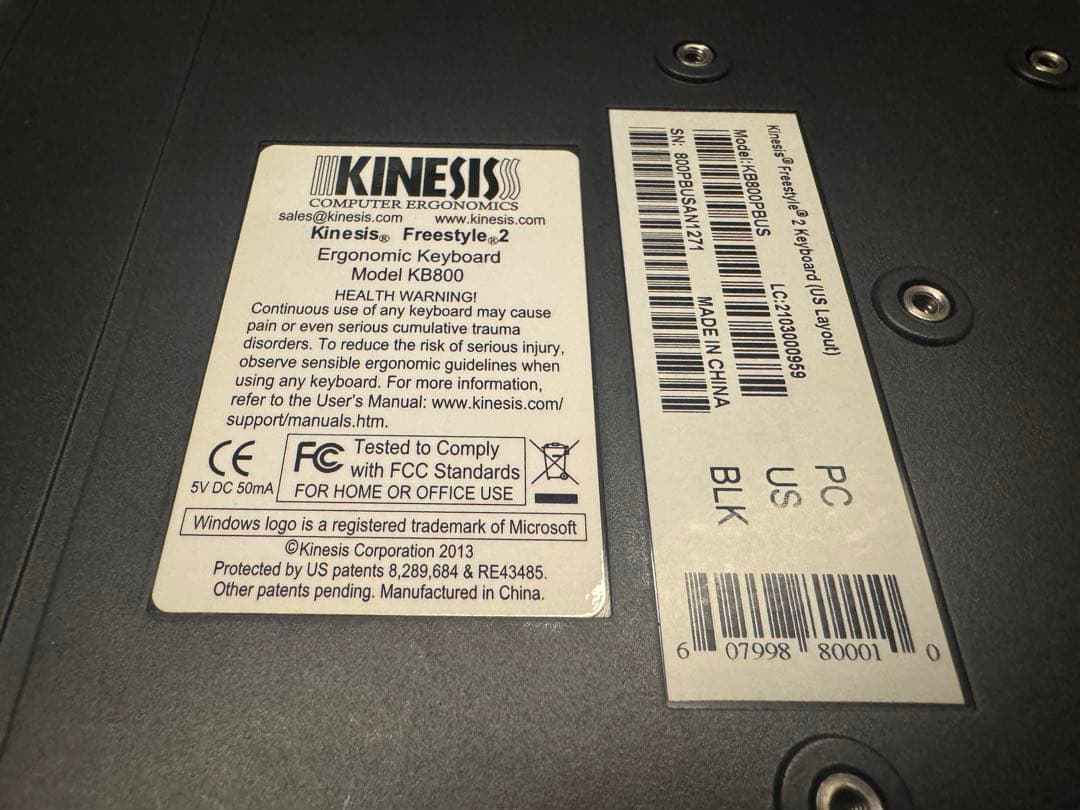 KINESIS
COMPUTER ERGONOMICS
sales@kinesis.com www.kinesis.com
Kinesis® Freestyle®2
Ergonomic Keyboard
Model KB800
HEALTH WARNING!
Continuous use of any keyboard may cause
pain or even serious cumulative trauma
disorders. To reduce the risk of serious injury,
observe sensible ergonomic guidelines when
using any keyboard. For more information,
refer to the User's Manual: www.kinesis.com/
support/manuals.htm.
CE
5V DC 50mA
FC Tested to Comply
with FCC Standards
FOR HOME OR OFFICE USE
Windows logo is a registered trademark of Microsoft
©Kinesis Corporation 2013
Protected by US patents 8,289,684 & RE43485.
Other patents pending. Manufactured in China.
Kinesis® Freestyle®2 Keyboard (US Layout)
Model:KB800PBUS LC:2103000959
SN: 800PBUSAN1271 MADE IN CHINA
PC
US
BLK
6 07998 80001 0